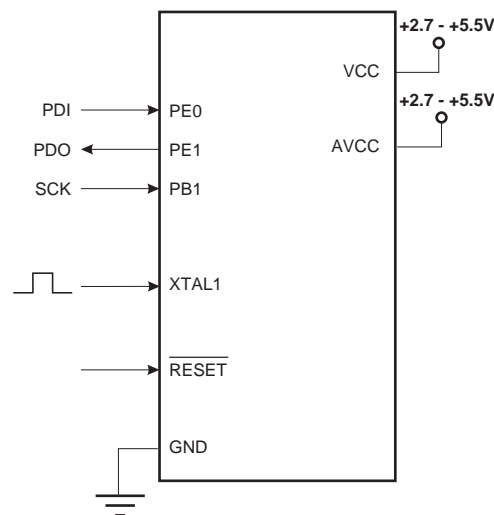 +2.7 - +5.5V
VCC
+2.7 - +5.5V
PDI PE0
PDO PE1 AVCC
SCK PB1
XTAL1
RESET
GND